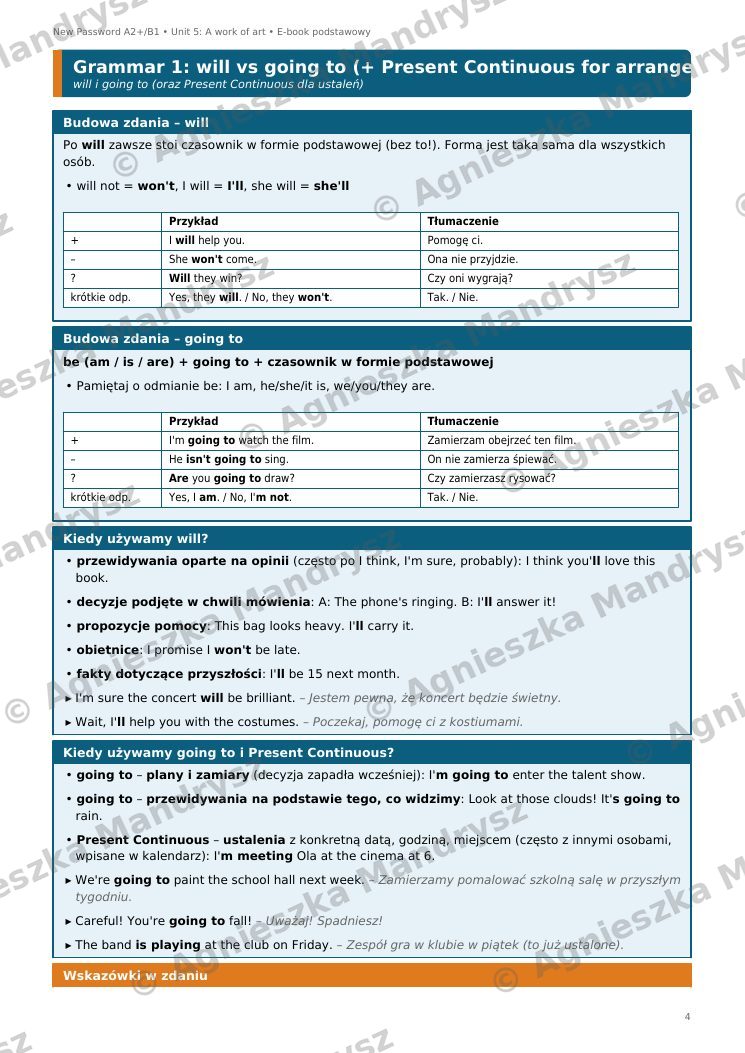 New Password A2+/B1 • Unit 5: A work of art • E-book podstawowy
Grammar 1: will vs going to (+ Present Continuous for arrange
will i going to (oraz Present Continuous dla ustaleń)
Budowa zdania – will
Po will zawsze stoi czasownik w formie podstawowej (bez to!). Forma jest taka sama dla wszystkich
osób.
• will not = won't, I will = I'll, she will = she'll
Przykład Tłumaczenie
+ I will help you. Pomogę ci.
– She won't come. Ona nie przyjdzie.
? Will they win? Czy oni wygrają?
krótkie odp. Yes, they will. / No, they won't. Tak. / Nie.
Budowa zdania – going to
be (am / is / are) + going to + czasownik w formie podstawowej
• Pamiętaj o odmianie be: I am, he/she/it is, we/you/they are.
Przykład Tłumaczenie
+ I'm going to watch the film. Zamierzam obejrzeć ten film.
– He isn't going to sing. On nie zamierza śpiewać.
? Are you going to draw? Czy zamierzasz rysować?
krótkie odp. Yes, I am. / No, I'm not. Tak. / Nie.
Kiedy używamy will?
• przewidywania oparte na opinii (często po I think, I'm sure, probably): I think you'll love this
book.
• decyzje podjęte w chwili mówienia: A: The phone's ringing. B: I'll answer it!
• propozycje pomocy: This bag looks heavy. I'll carry it.
• obietnice: I promise I won't be late.
• fakty dotyczące przyszłości: I'll be 15 next month.
▸ I'm sure the concert will be brilliant. – Jestem pewna, że koncert będzie świetny.
▸ Wait, I'll help you with the costumes. – Poczekaj, pomogę ci z kostiumami.
Kiedy używamy going to i Present Continuous?
• going to – plany i zamiary (decyzja zapadła wcześniej): I'm going to enter the talent show.
• going to – przewidywania na podstawie tego, co widzimy: Look at those clouds! It's going to
rain.
• Present Continuous – ustalenia z konkretną datą, godziną, miejscem (często z innymi osobami,
wpisane w kalendarz): I'm meeting Ola at the cinema at 6.
▸ We're going to paint the school hall next week. – Zamierzamy pomalować szkolną salę w przyszłym
tygodniu.
▸ Careful! You're going to fall! – Uważaj! Spadniesz!
▸ The band is playing at the club on Friday. – Zespół gra w klubie w piątek (to już ustalone).
Wskazówki w zdaniu
4
© Agnieszka Mandrysz